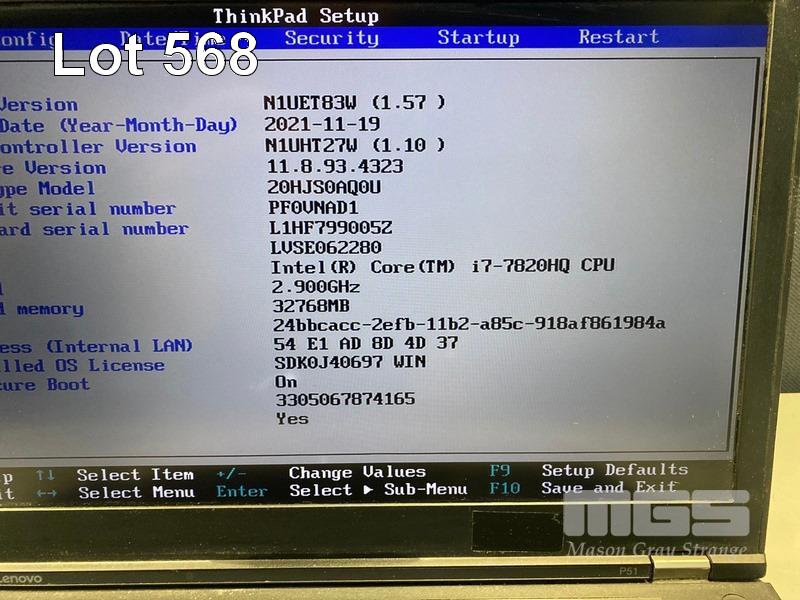 ThinkPad Setup
Config Date/Time Security Startup Restart
Lot 568
Version N1UET83W (1.57 )
Date (Year-Month-Day) 2021-11-19
ontroller Version N1UHT27W (1.10 )
e Version 11.8.93.4323
ype Model 20HJS0AQ0U
it serial number PF0VNAD1
ard serial number L1HF799005Z
LVSE062280
Intel(R) Core(TM) i7-7820HQ CPU
2.900GHz
memory 32768MB
24bbcacc-2efb-11b2-a85c-918af861984a
ess (Internal LAN) 54 E1 AD 8D 4D 37
lled OS License SDK0J40697 WIN
ure Boot On
3305067874165
Yes
p ↑↓ Select Item +/- Change Values F9 Setup Defaults
it ←→ Select Menu Enter Select ▶ Sub-Menu F10 Save and Exit
MGS
Mason Gray Strange
Lenovo P51